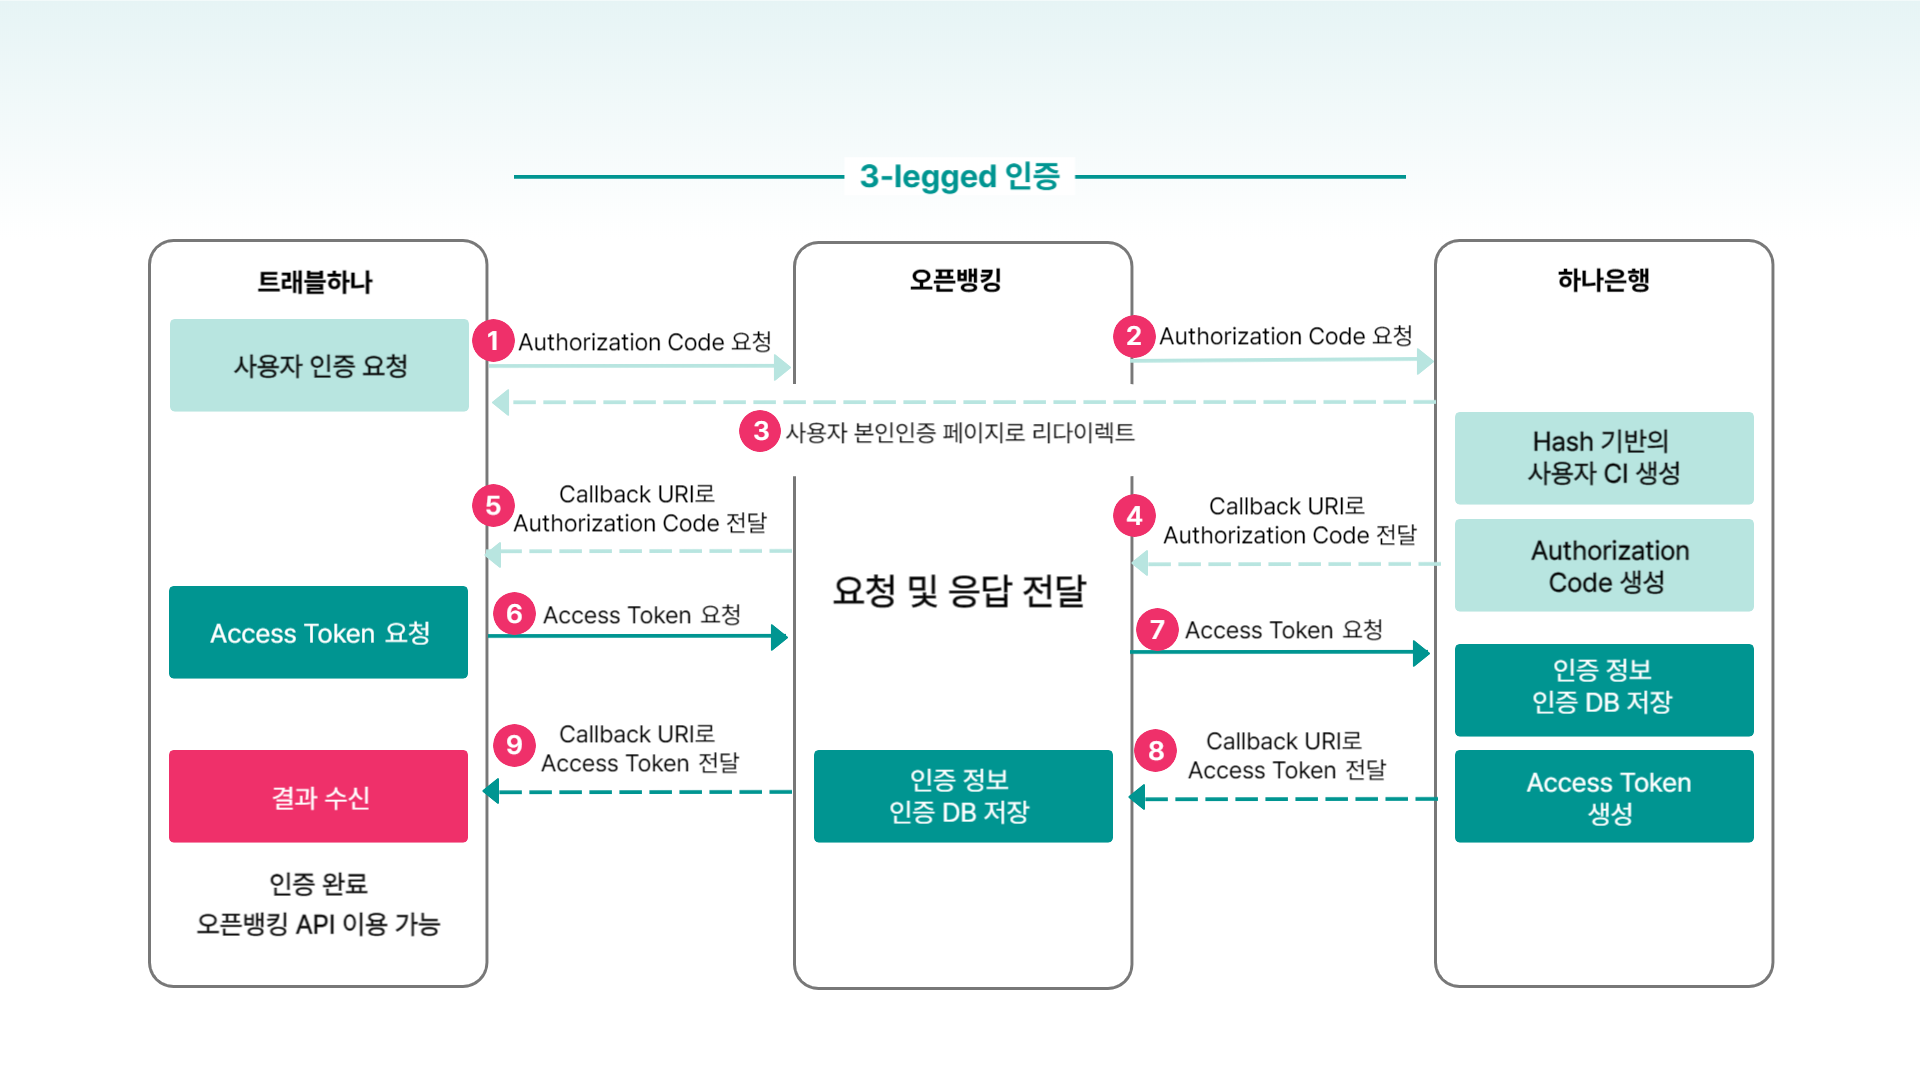 3-legged 인증
트래블하나
오픈뱅킹
하나은행
사용자 인증 요청
1 Authorization Code 요청
2 Authorization Code 요청
3 사용자 본인인증 페이지로 리다이렉트
Hash 기반의
사용자 CI 생성
5 Callback URI로
Authorization Code 전달
4 Callback URI로
Authorization Code 전달
Authorization
Code 생성
요청 및 응답 전달
Access Token 요청
6 Access Token 요청
7 Access Token 요청
인증 정보
인증 DB 저장
결과 수신
9 Callback URI로
Access Token 전달
인증 정보
인증 DB 저장
8 Callback URI로
Access Token 전달
Access Token
생성
인증 완료
오픈뱅킹 API 이용 가능